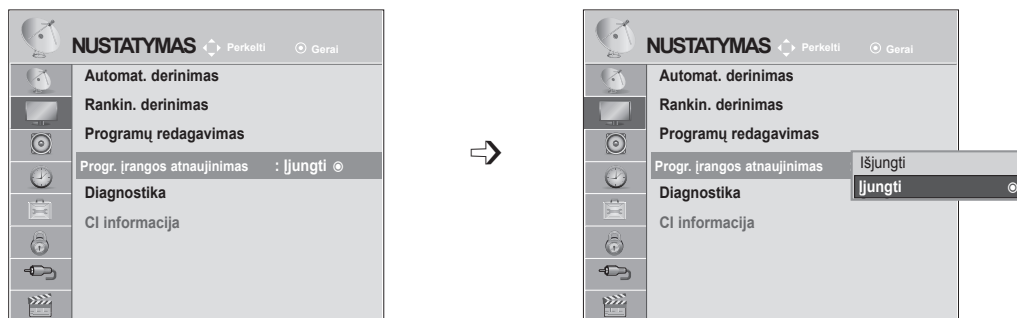 NUSTATYMAS Perkelti Gerai
Automat. derinimas
Rankin. derinimas
Programų redagavimas
Progr. įrangos atnaujinimas : Įjungti
Diagnostika
CI informacija
NUSTATYMAS Perkelti Gerai
Automat. derinimas
Rankin. derinimas
Programų redagavimas
Progr. įrangos atnaujinimas
Išjungti
Įjungti
Diagnostika
CI informacija